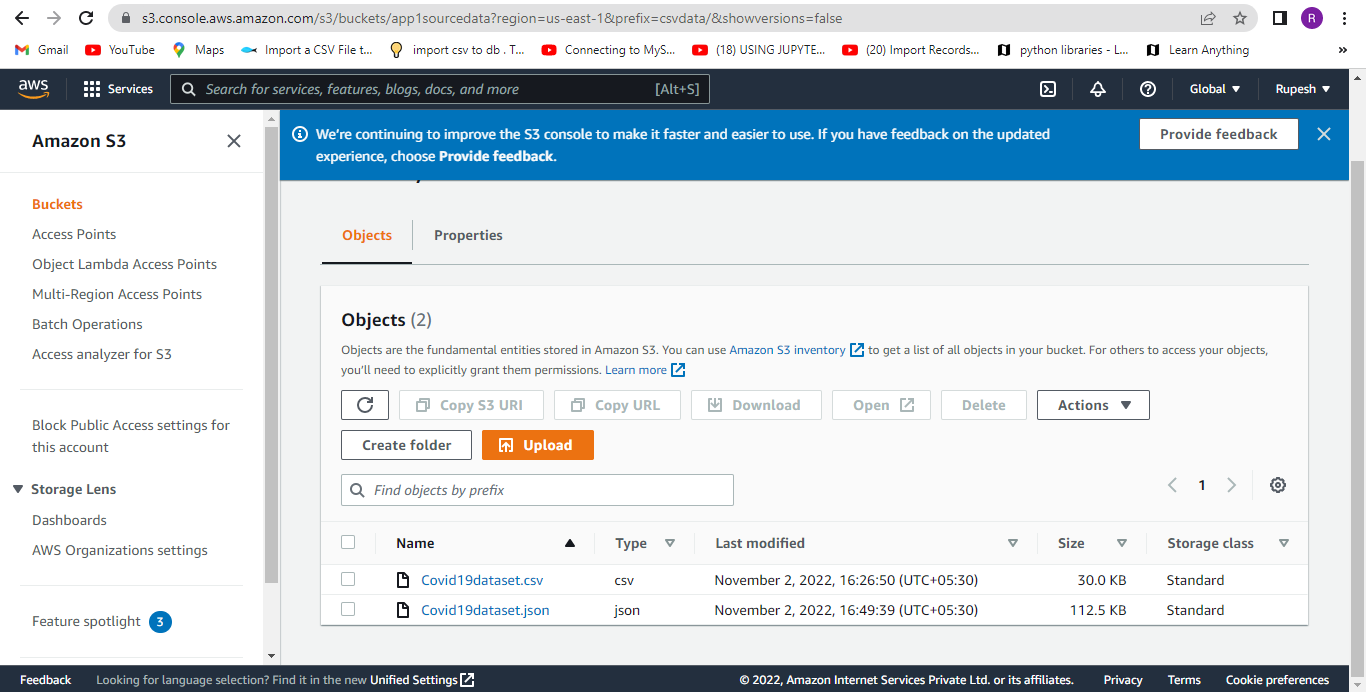 s3.console.aws.amazon.com/s3/buckets/app1sourcedata?region=us-east-1&prefix=csvdata/&showversions=false
R
Gmail YouTube Maps Import a CSV File t... import csv to db . T... Connecting to MyS... (18) USING JUPYTE... (20) Import Records... python libraries - L... Learn Anything »
aws Services Search for services, features, blogs, docs, and more [Alt+S] Global Rupesh
Amazon S3
Buckets
Access Points
Object Lambda Access Points
Multi-Region Access Points
Batch Operations
Access analyzer for S3
Block Public Access settings for
this account
Storage Lens
Dashboards
AWS Organizations settings
Feature spotlight 3
We're continuing to improve the S3 console to make it faster and easier to use. If you have feedback on the updated
experience, choose Provide feedback.
Provide feedback
Objects Properties
Objects (2)
Objects are the fundamental entities stored in Amazon S3. You can use Amazon S3 inventory to get a list of all objects in your bucket. For others to access your objects,
you'll need to explicitly grant them permissions. Learn more
Copy S3 URI Copy URL Download Open Delete Actions
Create folder Upload
Find objects by prefix
1
Name Type Last modified Size Storage class
Covid19dataset.csv csv November 2, 2022, 16:26:50 (UTC+05:30) 30.0 KB Standard
Covid19dataset.json json November 2, 2022, 16:49:39 (UTC+05:30) 112.5 KB Standard
Feedback Looking for language selection? Find it in the new Unified Settings © 2022, Amazon Internet Services Private Ltd. or its affiliates. Privacy Terms Cookie preferences